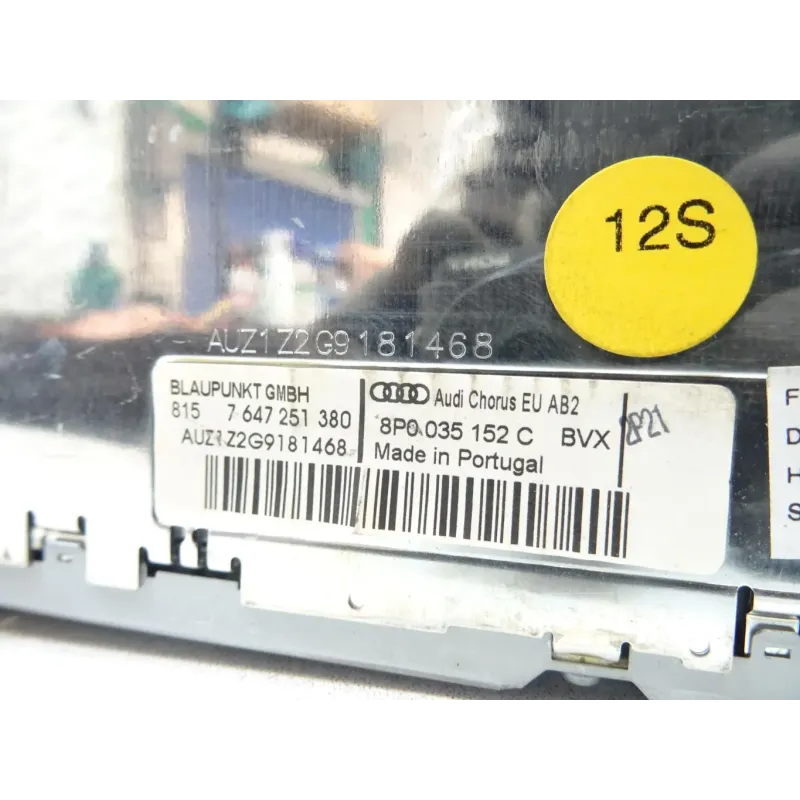 12S
AUZ1Z2G9181468
BLAUPUNKT GMBH
815 7 647 251 380
AUZ1Z2G9181468
Audi Chorus EU AB2
8P0.035 152 C BVX
Made in Portugal
8P21
F
D
H
S